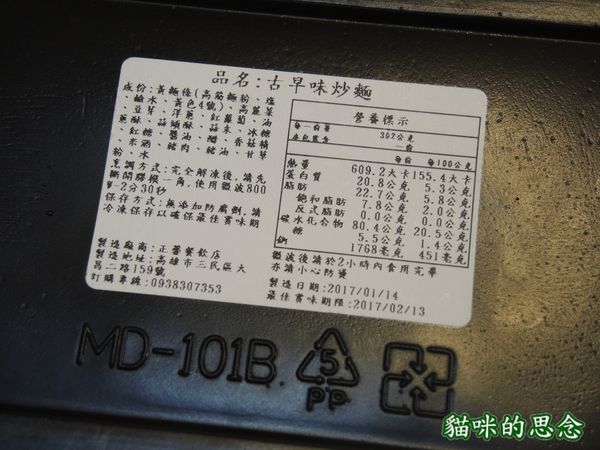 品名:古早味炒麵
成份:黃麵條(高筋麵粉、鹽
、鹼水、黃色4號)、高麗菜
、豆芽、洋蔥、紅蘿蔔、油
蔥酥、蒜頭酥、蒜末、冰糖
、紅糖、醬油、醋、香菇精
、米酒、豬肉、豬油、甘草
粉、水
烹調方式:完全解凍後,請先
撕開膠模一角,使用微波800
W-2分30秒
保存方式:無添加防腐劑,請
冷凍保存以確保最佳賞味期
製造廠商:正薔餐飲店
製造地址:高雄市三民區大
昌二路159號
訂購專線:0938307353
營養標示
每一份量 392公克
本包裝含 一份
每份 每100公克
熱量 609.2大卡 155.4大卡
蛋白質 20.8公克 5.3公克
脂肪 22.7公克 5.8公克
飽和脂肪 7.8公克 2.0公克
反式脂肪 0.0公克 0.0公克
碳水化合物 80.4公克 20.5公克
糖 5.5公克 1.4公克
鈉 1768毫克 451毫克
微波後請於2小時內食用完畢
亦請小心防燙
製造日期:2017/01/14
最佳賞味期限:2017/02/13
MD-101B
5
PP
貓咪的思念